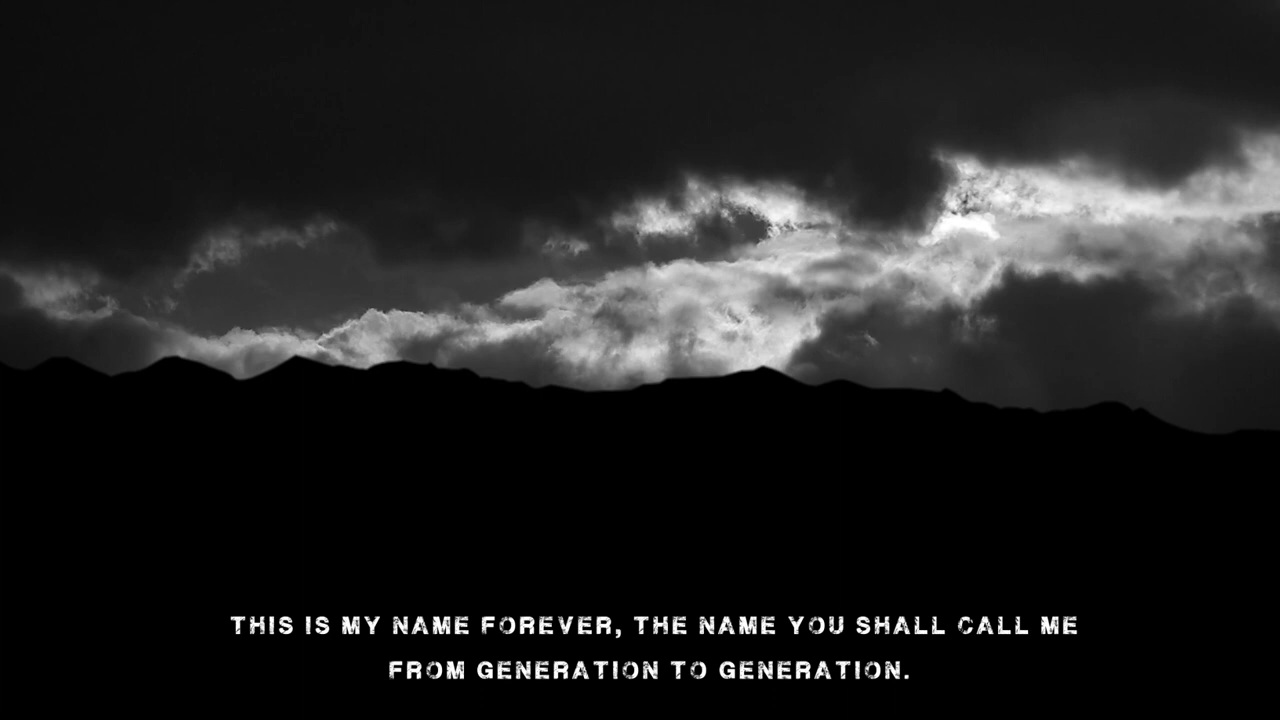 THIS IS MY NAME FOREVER, THE NAME YOU SHALL CALL ME
FROM GENERATION TO GENERATION.